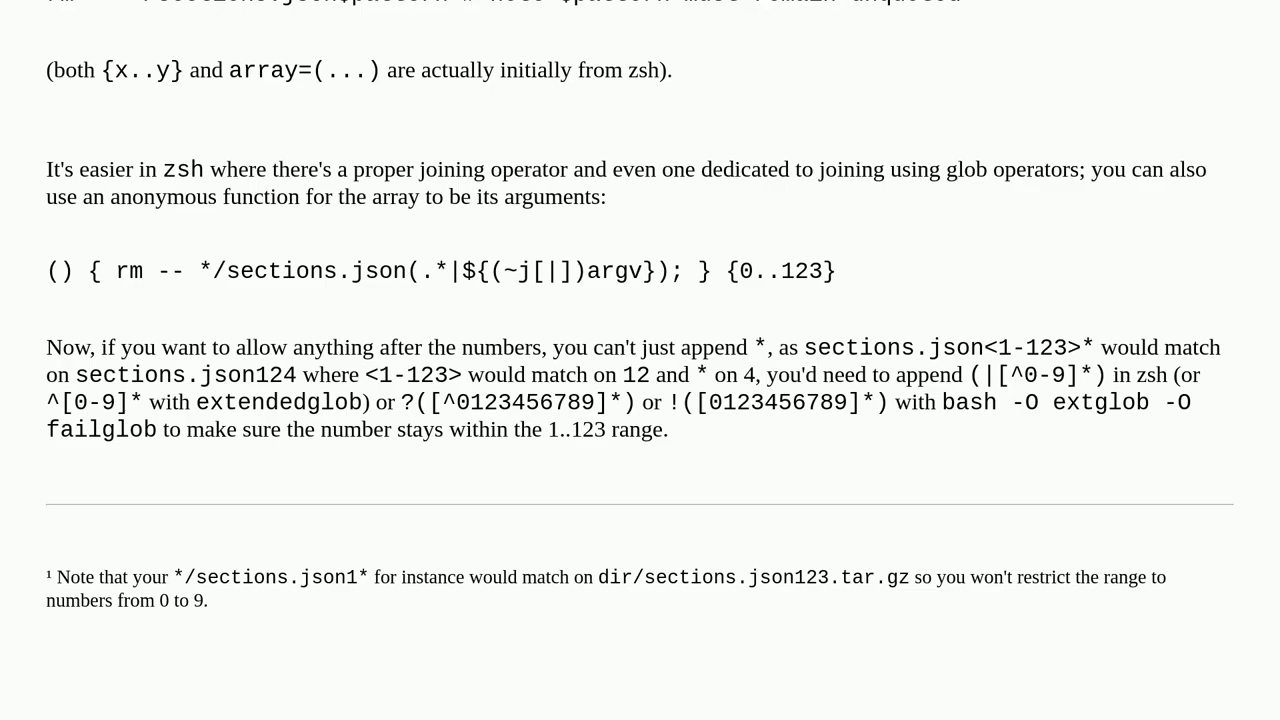 (both {x..y} and array=(...) are actually initially from zsh).
It's easier in zsh where there's a proper joining operator and even one dedicated to joining using glob operators; you can also
use an anonymous function for the array to be its arguments:
() { rm -- */sections.json(.*|${(~j[|])argv}); } {0..123}
Now, if you want to allow anything after the numbers, you can't just append *, as sections.json<1-123>* would match
on sections.json124 where <1-123> would match on 12 and * on 4, you'd need to append (|[^0-9]*) in zsh (or
^[0-9]* with extendedglob) or ?([^0123456789]*) or !([0123456789]*) with bash -O extglob -O
failglob to make sure the number stays within the 1..123 range.
¹ Note that your */sections.json1* for instance would match on dir/sections.json123.tar.gz so you won't restrict the range to
numbers from 0 to 9.